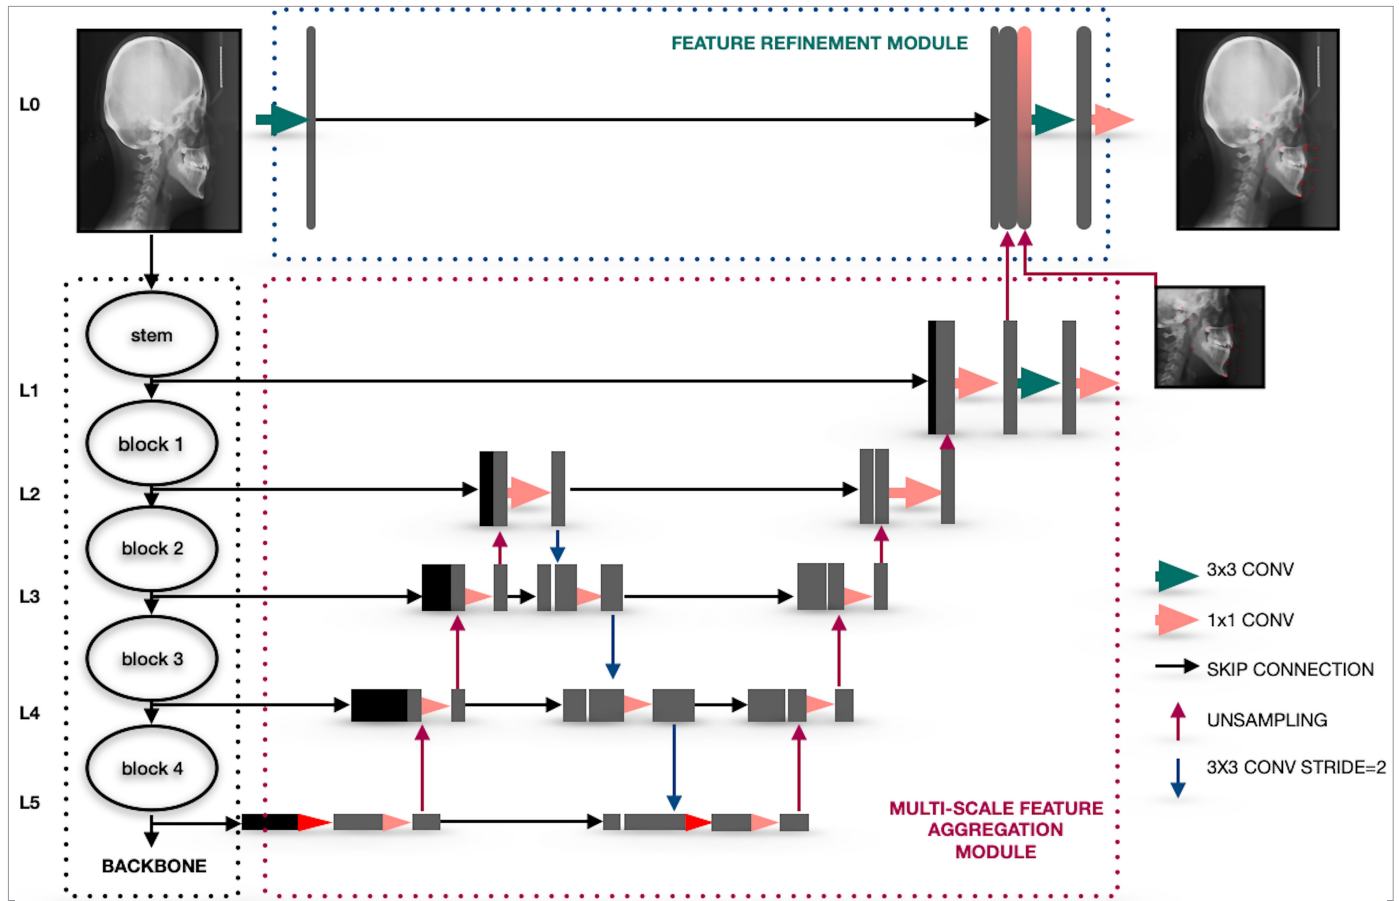 FEATURE REFINEMENT MODULE
L0
stem
L1
block 1
L2
block 2
L3
block 3
L4
block 4
L5
BACKBONE
MULTI-SCALE FEATURE
AGGREGATION
MODULE
3x3 CONV
1x1 CONV
SKIP CONNECTION
UNSAMPLING
3X3 CONV STRIDE=2